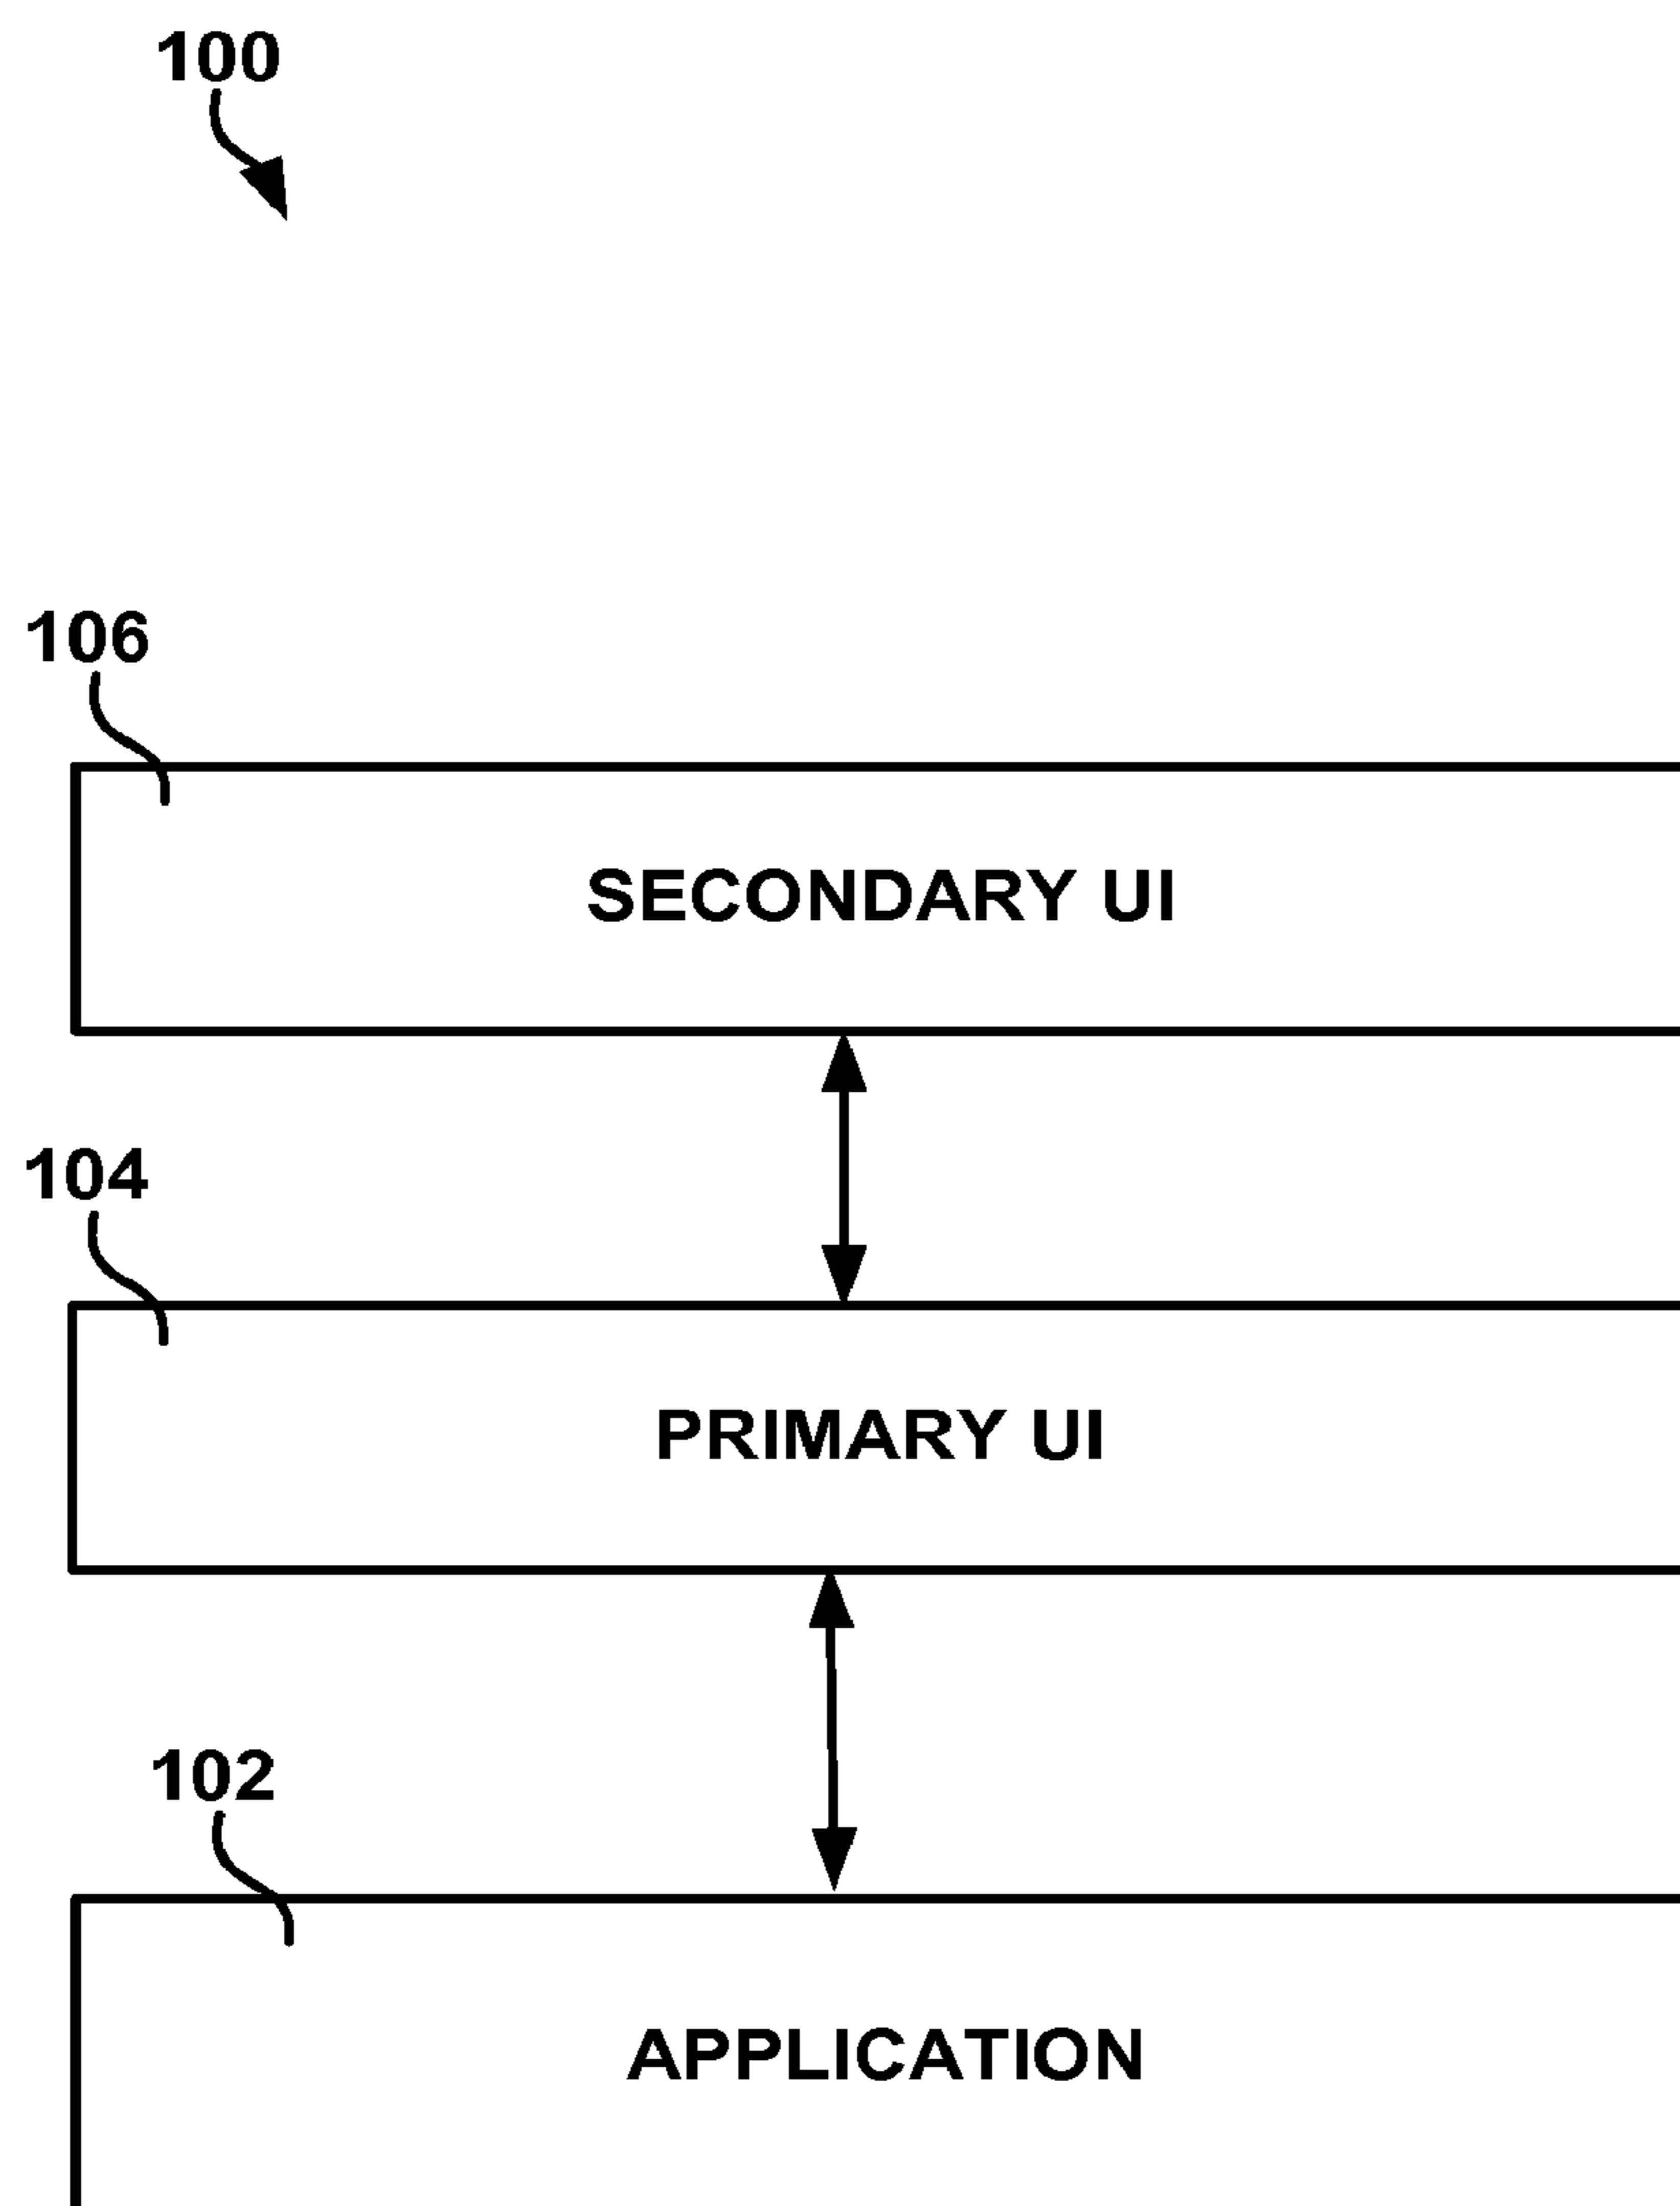 100
106
SECONDARY UI
104
PRIMARY UI
102
APPLICATION